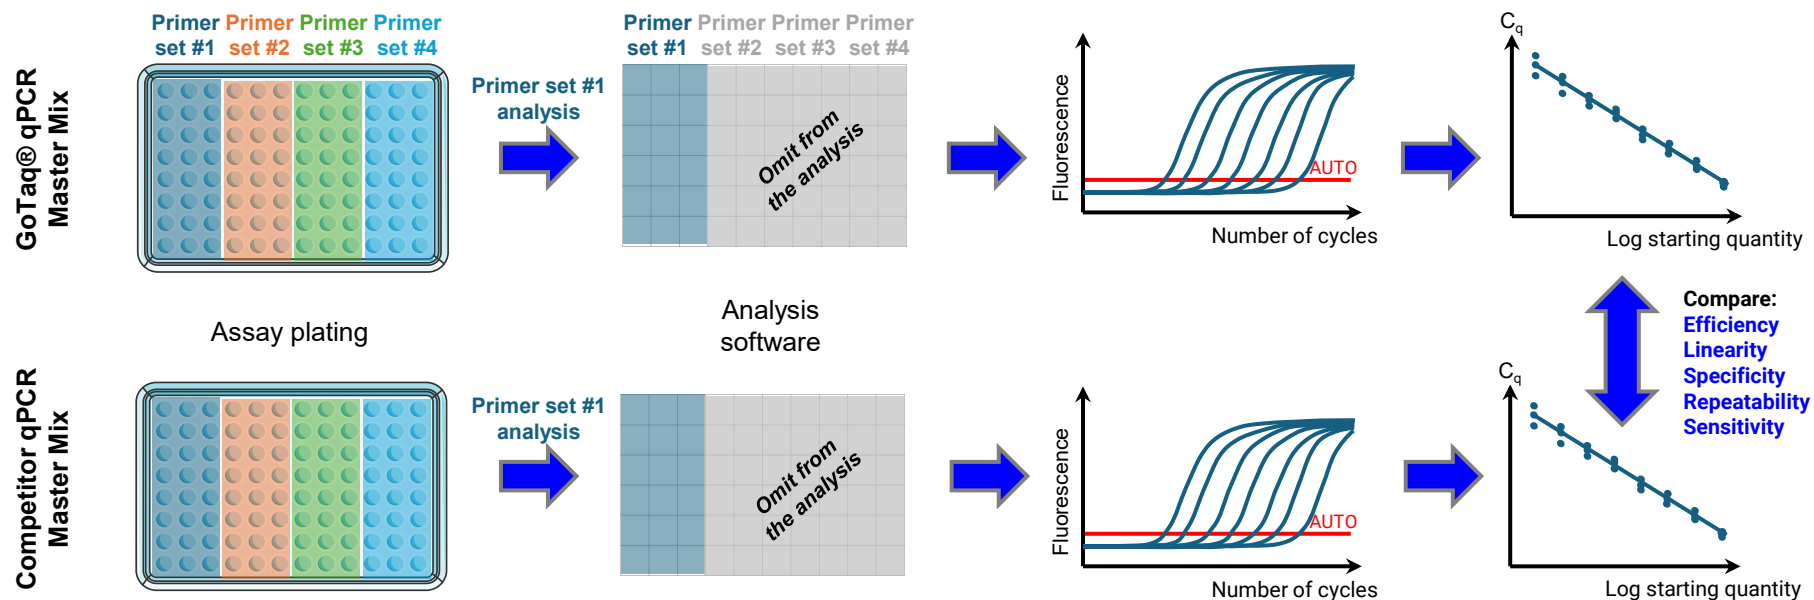 GoTaq® qPCR
Master Mix
Primer
set #1
Primer
set #2
Primer
set #3
Primer
set #4
Primer set #1
analysis
Primer
set #1
Primer
set #2
Primer
set #3
Primer
set #4
Omit from
the analysis
Fluorescence
AUTO
Number of cycles
Cq
Log starting quantity
Assay plating
Analysis
software
Compare:
Efficiency
Linearity
Specificity
Repeatability
Sensitivity
Competitor qPCR
Master Mix
Primer set #1
analysis
Omit from
the analysis
Fluorescence
AUTO
Number of cycles
Cq
Log starting quantity